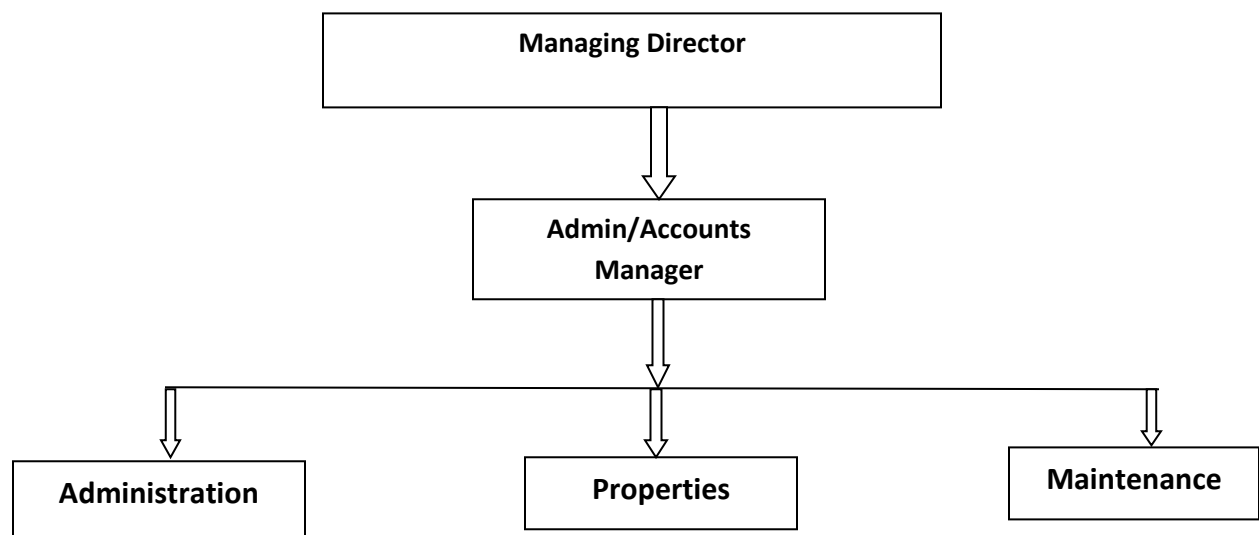 Managing Director
Admin/Accounts
Manager
Administration
Properties
Maintenance